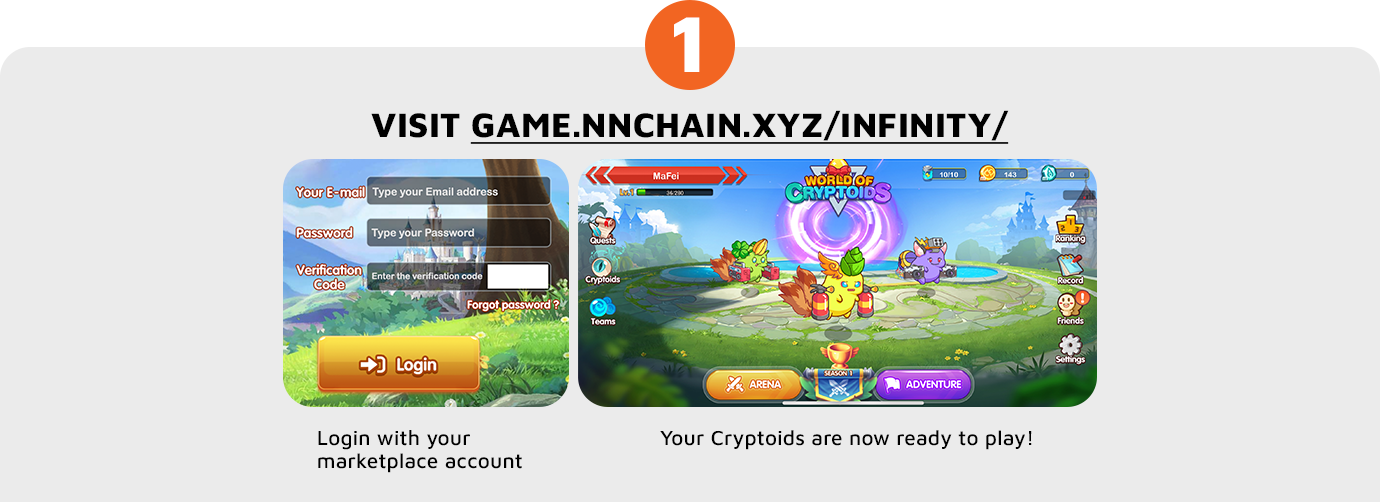 1
VISIT GAME.NNCHAIN.XYZ/INFINITY/
Your E-mail
Type your Email address
Password
Type your Password
Verification
Code
Enter the verification code
Forgot password ?
Login
MaFei
Lv.1
36/290
WORLD OF
CRYPTOIDS
10/10
143
0
Quests
Cryptoids
Teams
Ranking
Record
Friends
Settings
ARENA
SEASON 1
ADVENTURE
Login with your
marketplace account
Your Cryptoids are now ready to play!